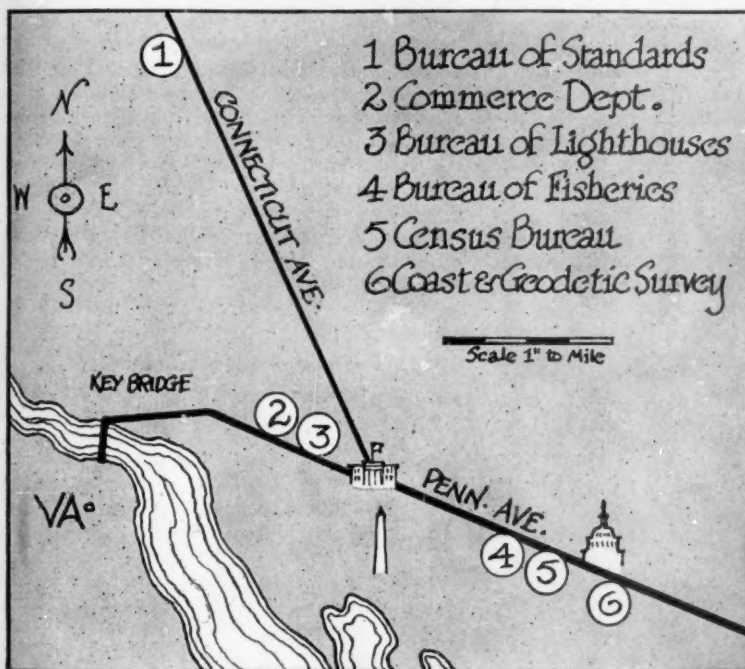 1 Bureau of Standards
2 Commerce Dept.
3 Bureau of Lighthouses
4 Bureau of Fisheries
5 Census Bureau
6 Coast & Geodetic Survey
Scale 1" to Mile
1
N
W E
S
CONNECTICUT AVE.
KEY BRIDGE
2
3
VA.
PENN. AVE.
4
5
6